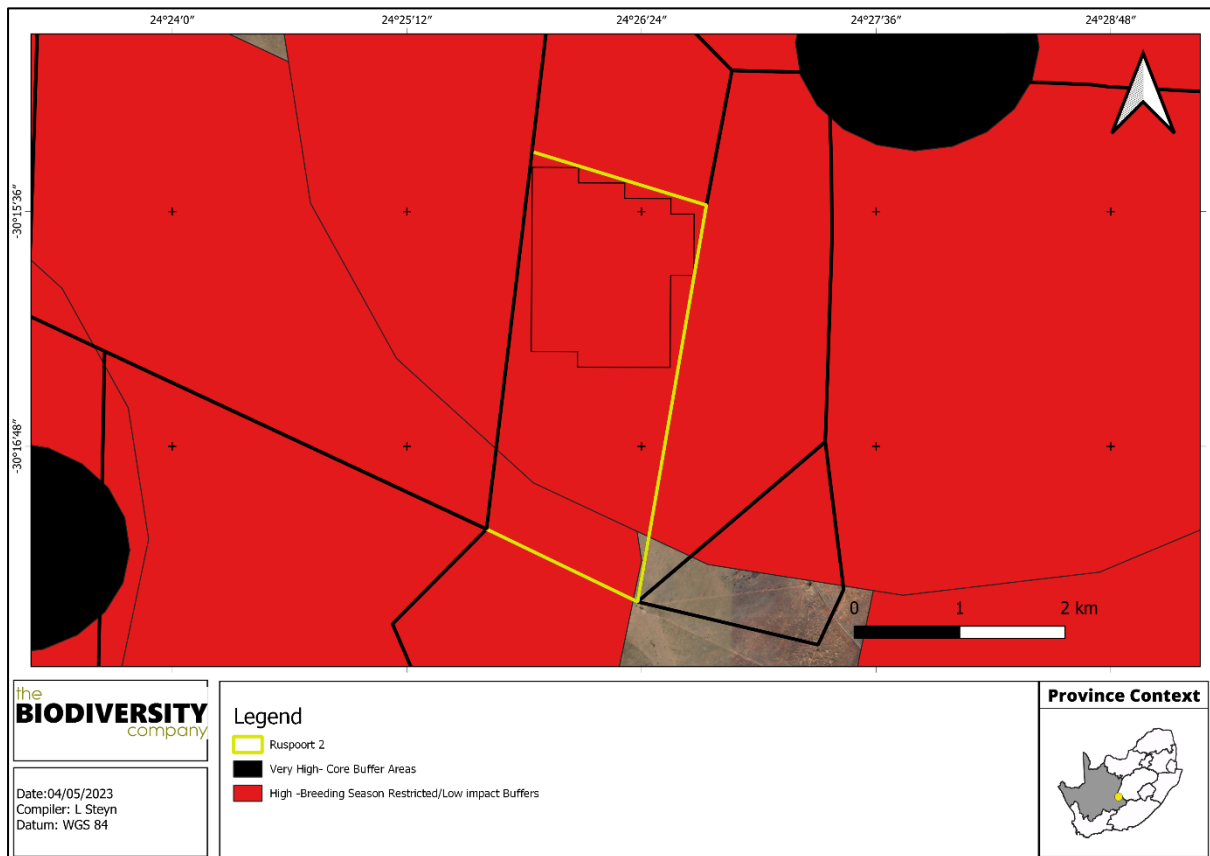 24°24′0″ 24°25′12″ 24°26′24″ 24°27′36″ 24°28′48″
-30°15′36″
-30°16′48″
0 1 2 km
the
BIODIVERSITY
company
Date:04/05/2023
Compiler: L Steyn
Datum: WGS 84
Legend
Ruspoort 2
Very High- Core Buffer Areas
High -Breeding Season Restricted/Low impact Buffers
Province Context